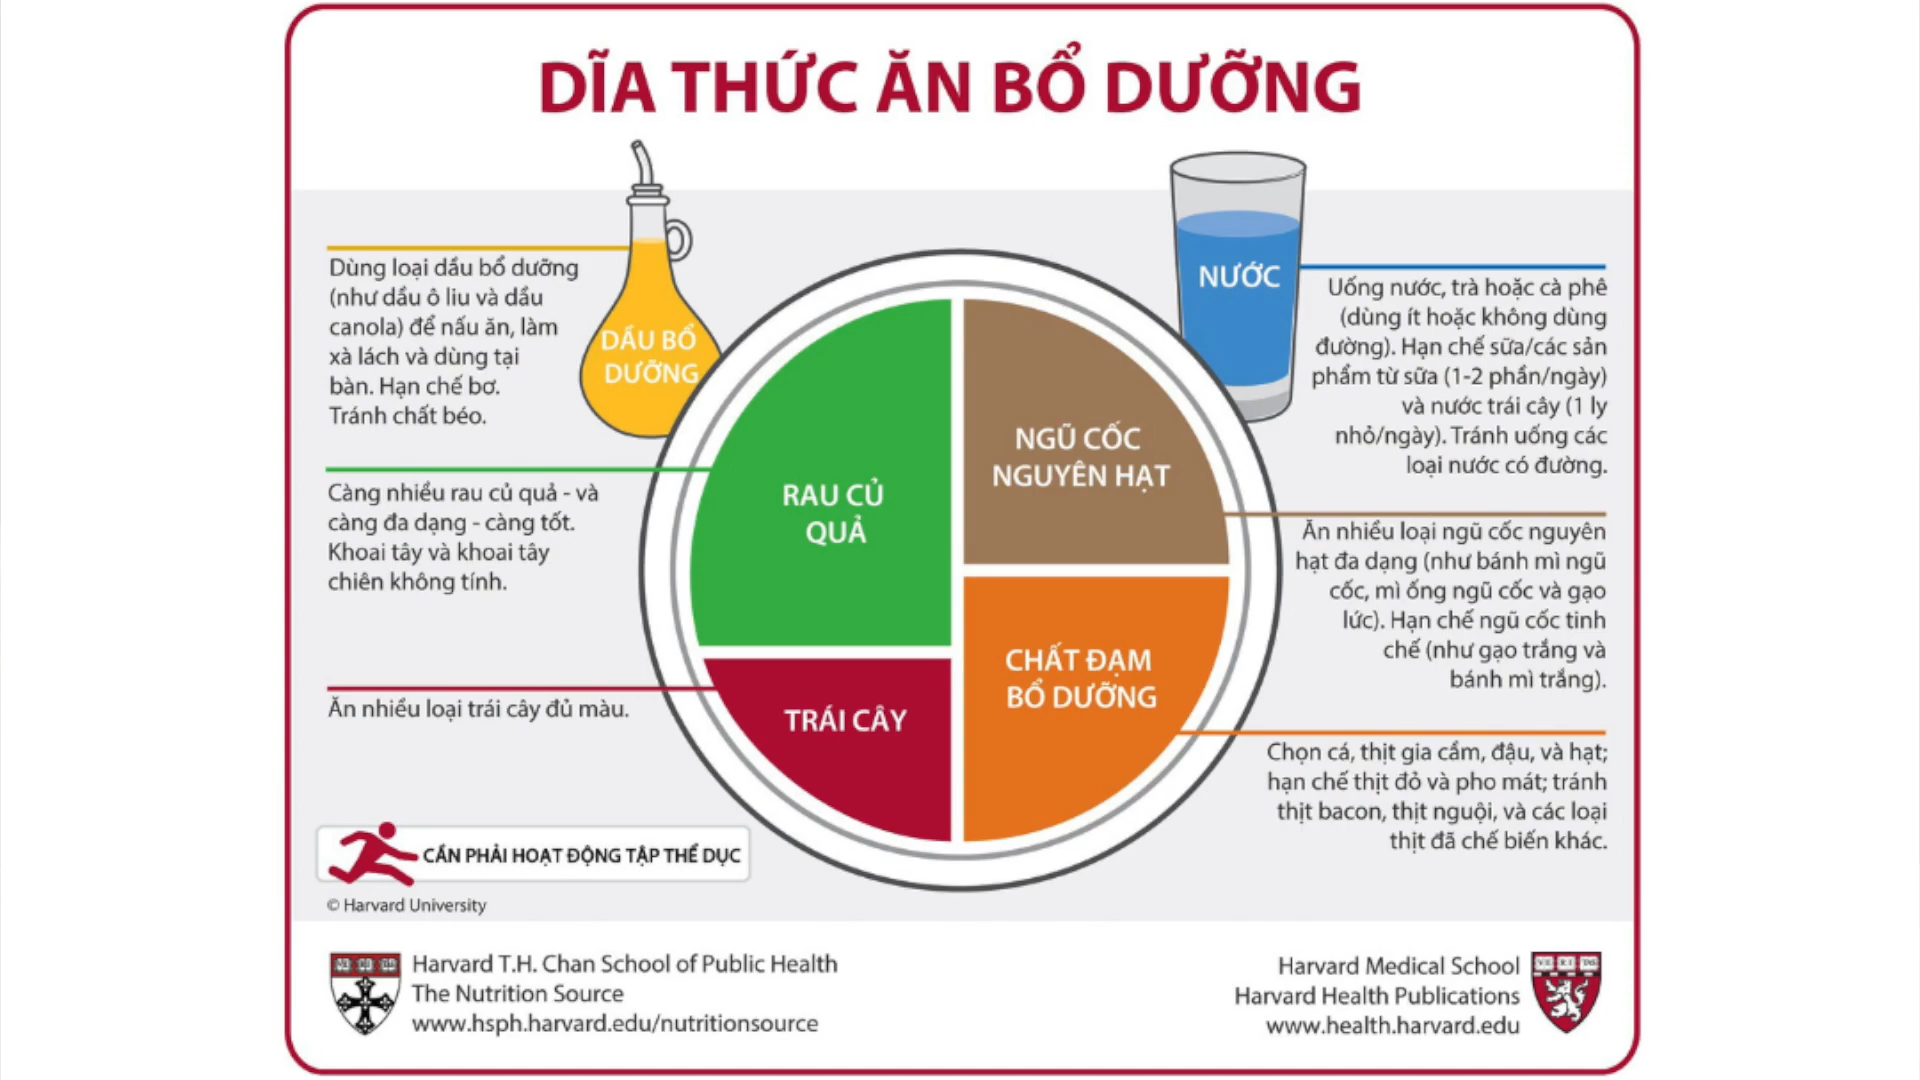 DĨA THỨC ĂN BỔ DƯỠNG
Dùng loại dầu bổ dưỡng
(như dầu ô liu và dầu
canola) để nấu ăn, làm
xà lách và dùng tại
bàn. Hạn chế bơ.
Tránh chất béo.
DẦU BỔ
DƯỠNG
NƯỚC
Uống nước, trà hoặc cà phê
(dùng ít hoặc không dùng
đường). Hạn chế sữa/các sản
phẩm từ sữa (1-2 phần/ngày)
và nước trái cây (1 ly
nhỏ/ngày). Tránh uống các
loại nước có đường.
Càng nhiều rau củ quả - và
càng đa dạng - càng tốt.
Khoai tây và khoai tây
chiên không tính.
RAU CỦ
QUẢ
NGŨ CỐC
NGUYÊN HẠT
Ăn nhiều loại ngũ cốc nguyên
hạt đa dạng (như bánh mì ngũ
cốc, mì ống ngũ cốc và gạo
lức). Hạn chế ngũ cốc tinh
chế (như gạo trắng và
bánh mì trắng).
Ăn nhiều loại trái cây đủ màu.
TRÁI CÂY
CHẤT ĐẠM
BỔ DƯỠNG
Chọn cá, thịt gia cầm, đậu, và hạt;
hạn chế thịt đỏ và pho mát; tránh
thịt bacon, thịt nguội, và các loại
thịt đã chế biến khác.
CẦN PHẢI HOẠT ĐỘNG TẬP THỂ DỤC
© Harvard University
Harvard T.H. Chan School of Public Health
The Nutrition Source
www.hsph.harvard.edu/nutritionsource
Harvard Medical School
Harvard Health Publications
www.health.harvard.edu
VE RI TAS